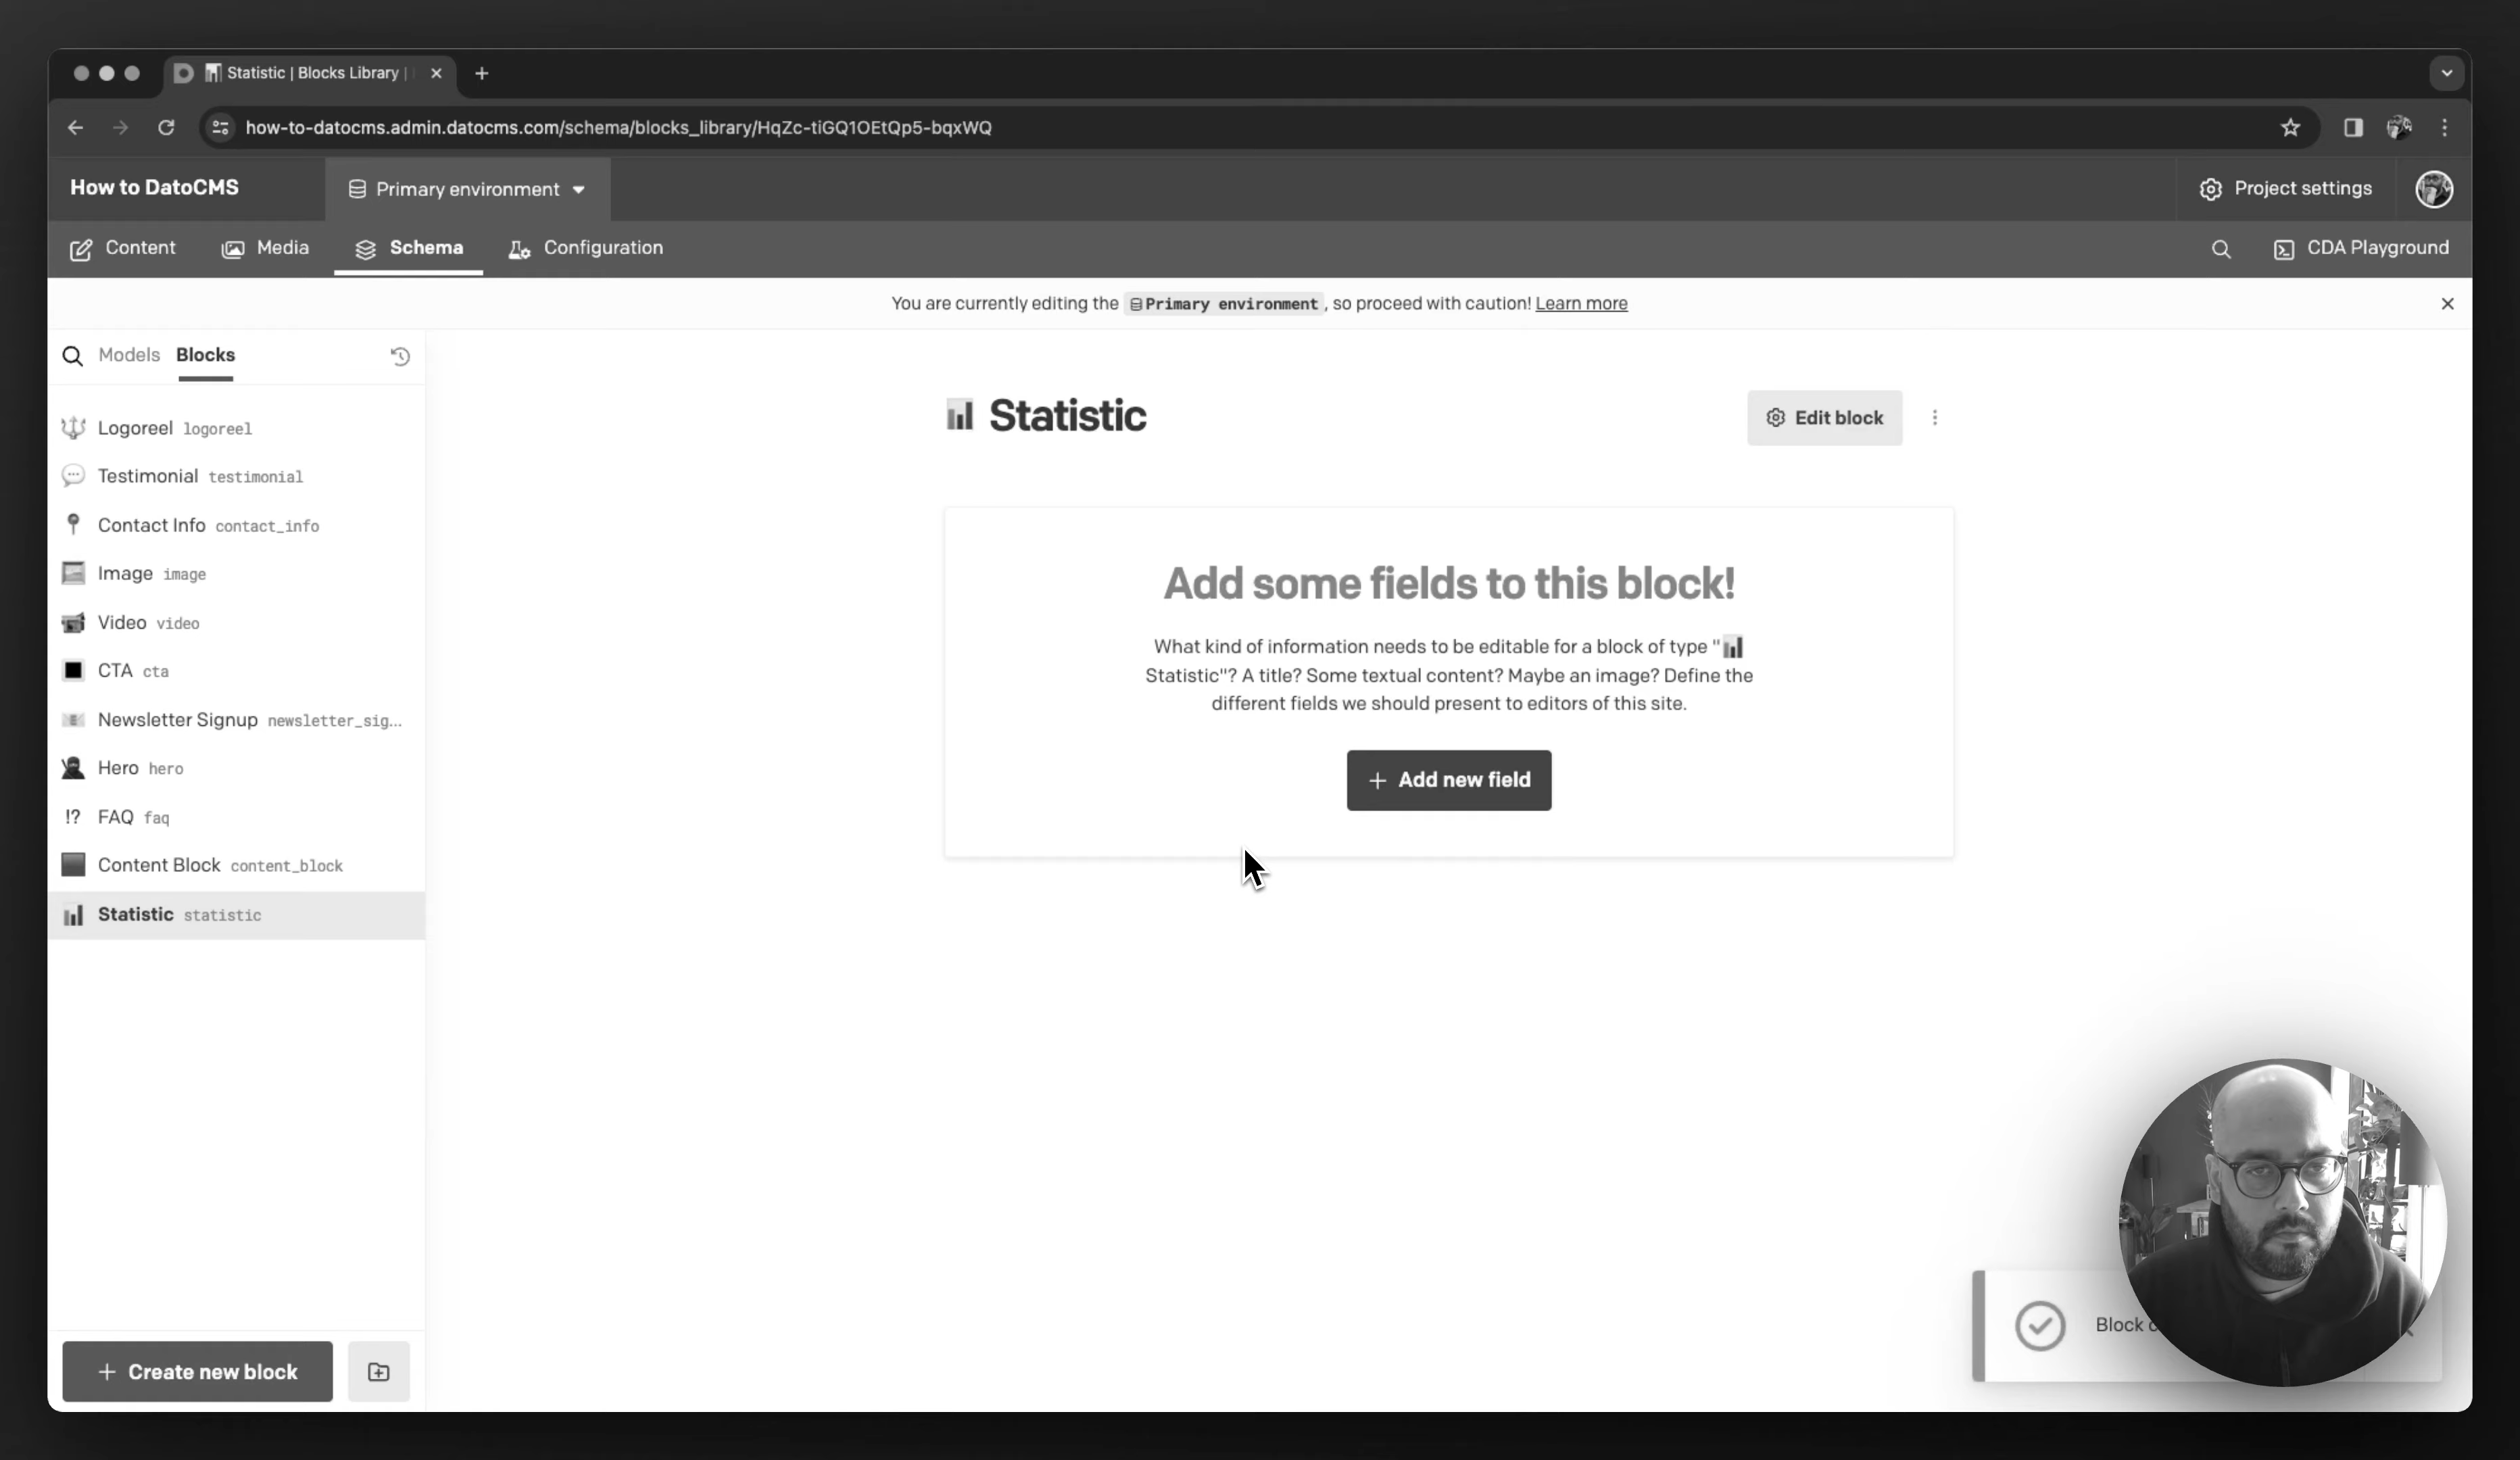 Statistic | Blocks Library |
how-to-datocms.admin.datocms.com/schema/blocks_library/HqZc-tiGQ1OEtQp5-bqxWQ
How to DatoCMS
Primary environment
Project settings
Content
Media
Schema
Configuration
CDA Playground
You are currently editing the Primary environment, so proceed with caution! Learn more
Models
Blocks
Logoreel logoreel
Testimonial testimonial
Contact Info contact_info
Image image
Video video
CTA cta
Newsletter Signup newsletter_sig...
Hero hero
!? FAQ faq
Content Block content_block
Statistic statistic
+ Create new block
Statistic
Edit block
Add some fields to this block!
What kind of information needs to be editable for a block of type "📊
Statistic"? A title? Some textual content? Maybe an image? Define the
different fields we should present to editors of this site.
+ Add new field
Block